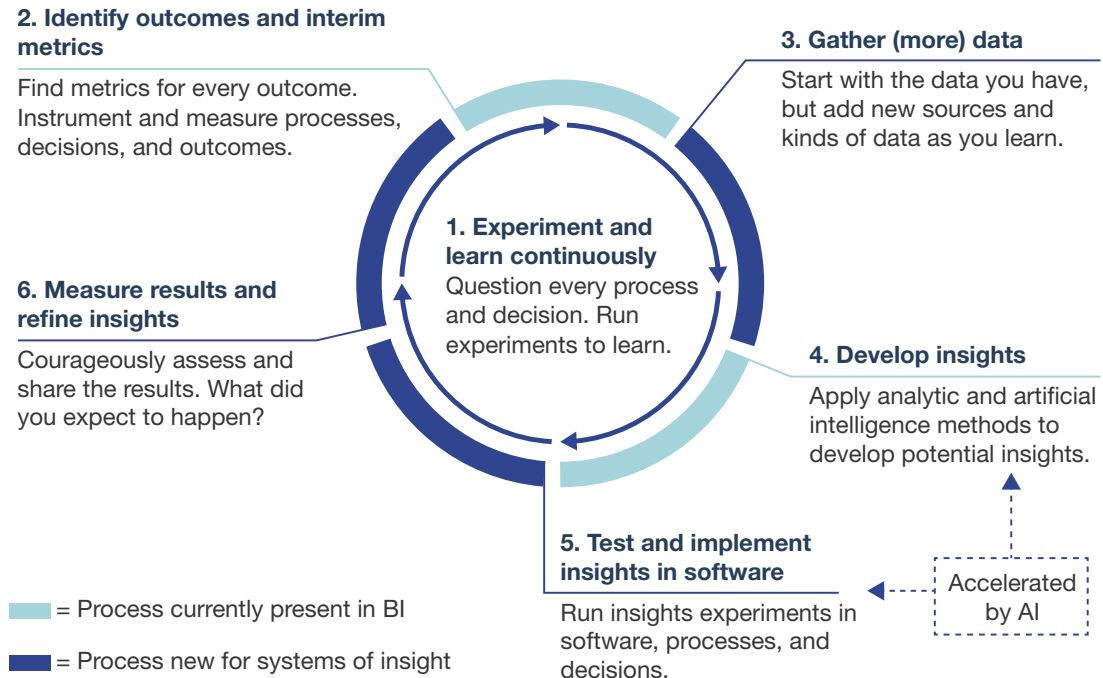 2. Identify outcomes and interim
metrics
Find metrics for every outcome.
Instrument and measure processes,
decisions, and outcomes.
3. Gather (more) data
Start with the data you have,
but add new sources and
kinds of data as you learn.
1. Experiment and
learn continuously
Question every process
and decision. Run
experiments to learn.
6. Measure results and
refine insights
Courageously assess and
share the results. What did
you expect to happen?
4. Develop insights
Apply analytic and artificial
intelligence methods to
develop potential insights.
5. Test and implement
insights in software
Run insights experiments in
software, processes, and
decisions.
Accelerated
by AI
= Process currently present in BI
= Process new for systems of insight